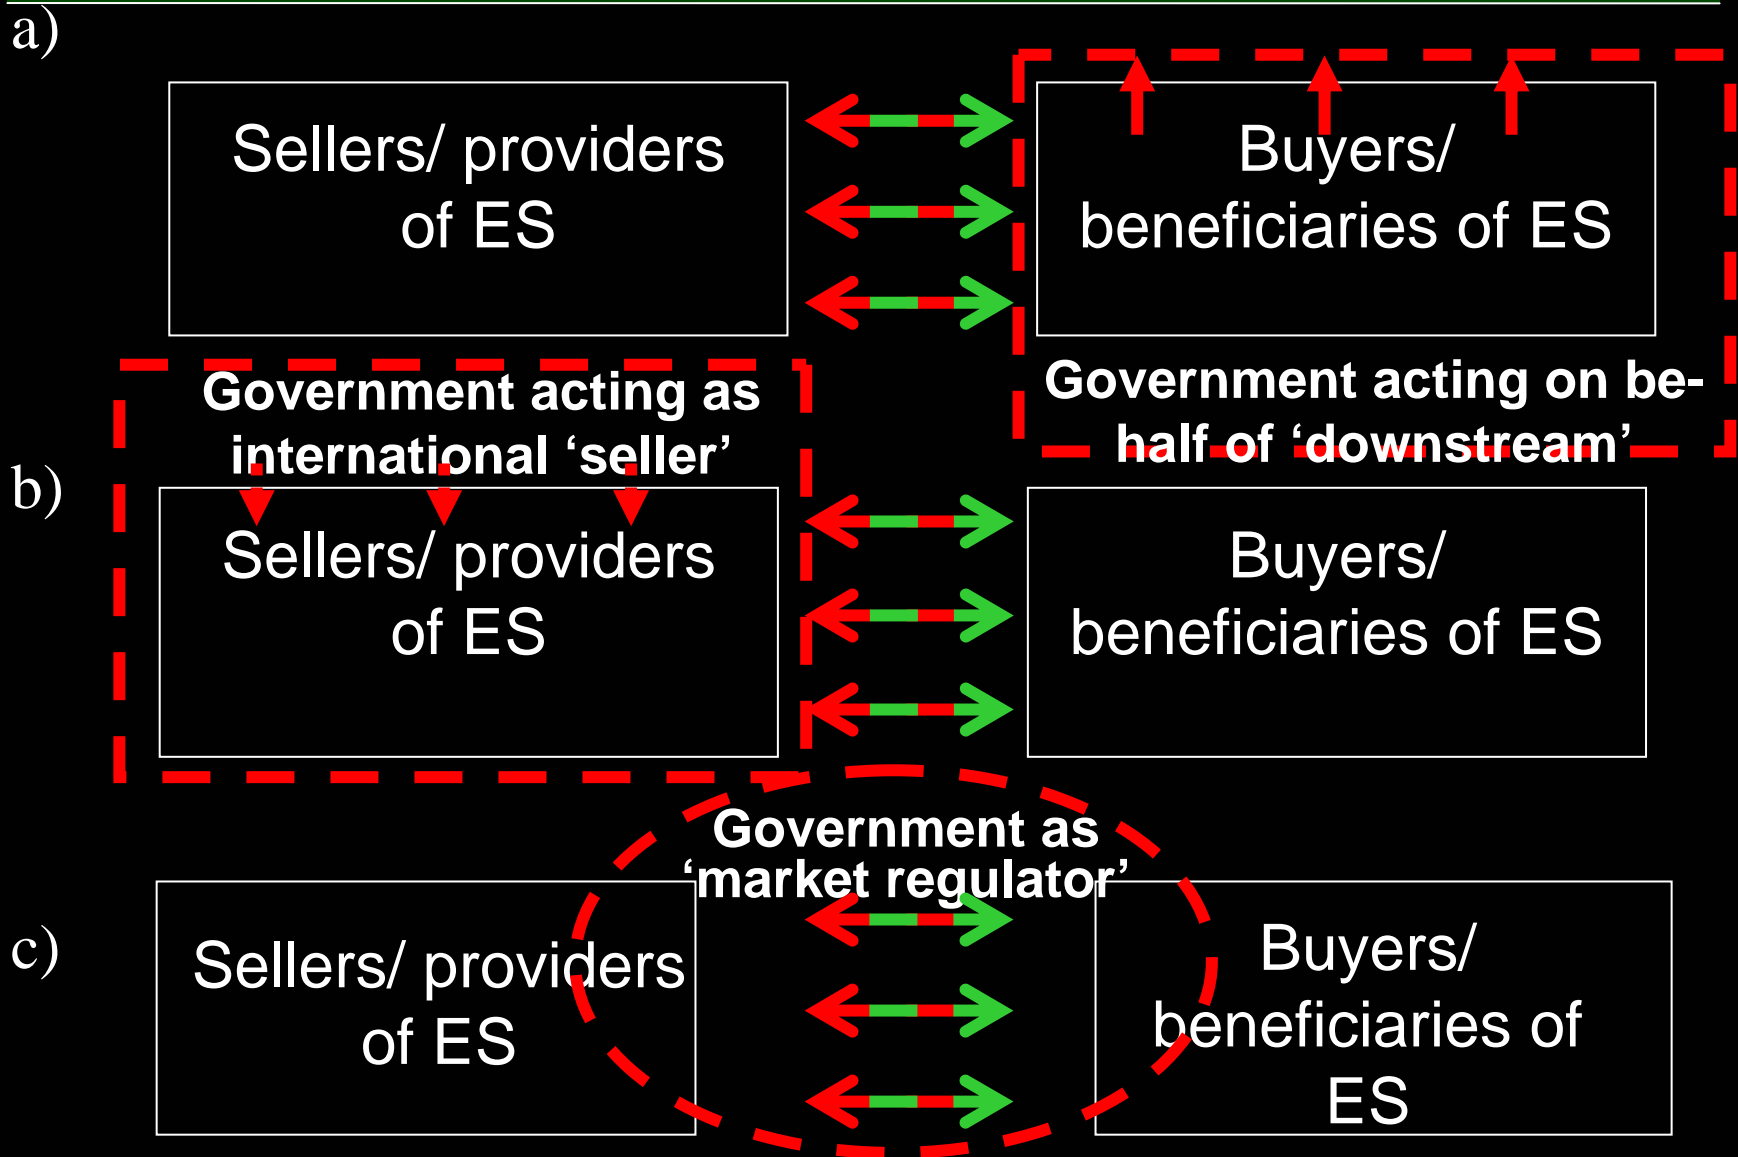 a)
Sellers/ providers
of ES
Buyers/
beneficiaries of ES
Government acting on be-
half of ‘downstream’
Government acting as
international ‘seller’
b)
Sellers/ providers
of ES
Buyers/
beneficiaries of ES
Government as
‘market regulator’
c)
Sellers/ providers
of ES
Buyers/
beneficiaries of
ES